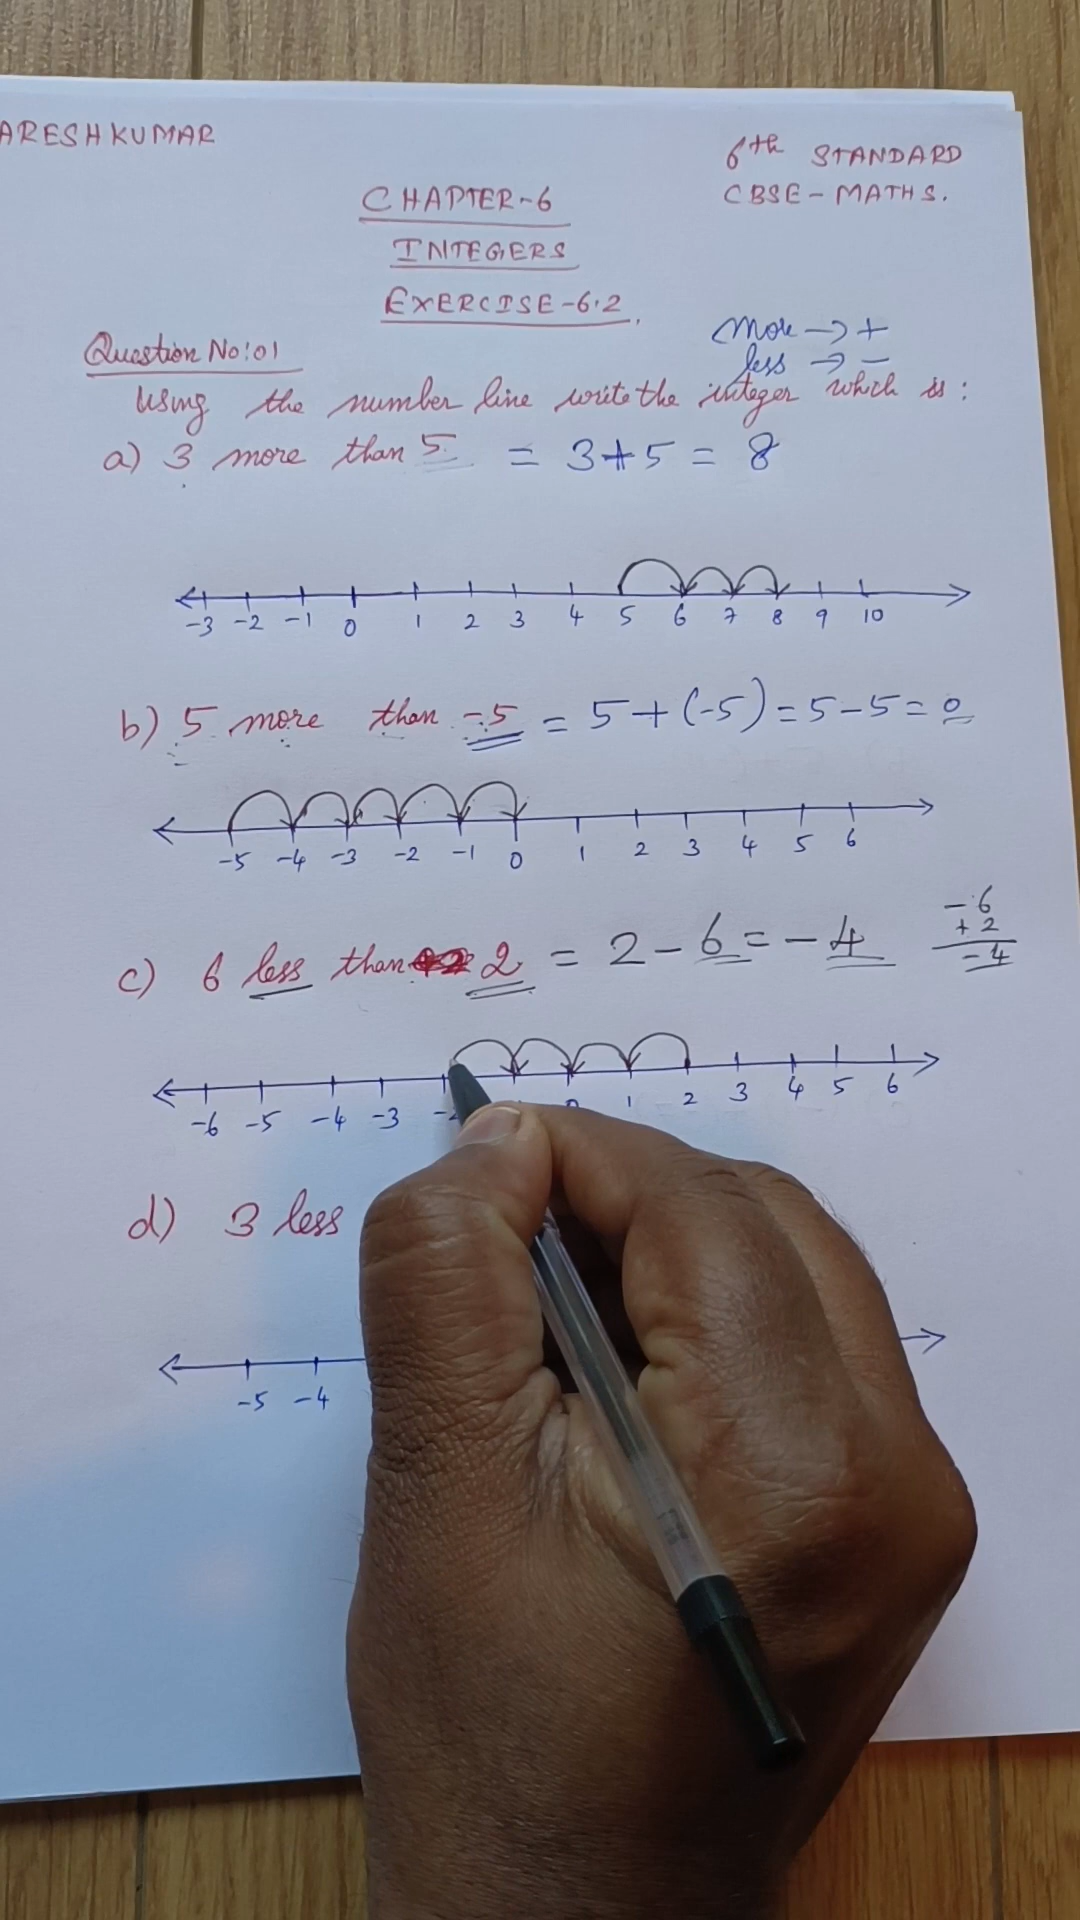 ARESHKUMAR
6th STANDARD
CBSE - MATHS.
CHAPTER-6
INTEGERS
EXERCISE-6.2
more → +
less → -
Question No:01
Using the number line write the integer which is:
a) 3 more than 5 = 3+5 = 8
-3 -2 -1 0 1 2 3 4 5 6 7 8 9 10
b) 5 more than -5 = 5+(-5) = 5-5 = 0
-5 -4 -3 -2 -1 0 1 2 3 4 5 6
-6
+2
-4
c) 6 less than 2 = 2-6 = -4
-6 -5 -4 -3 1 2 3 4 5 6
d) 3 less
-5 -4